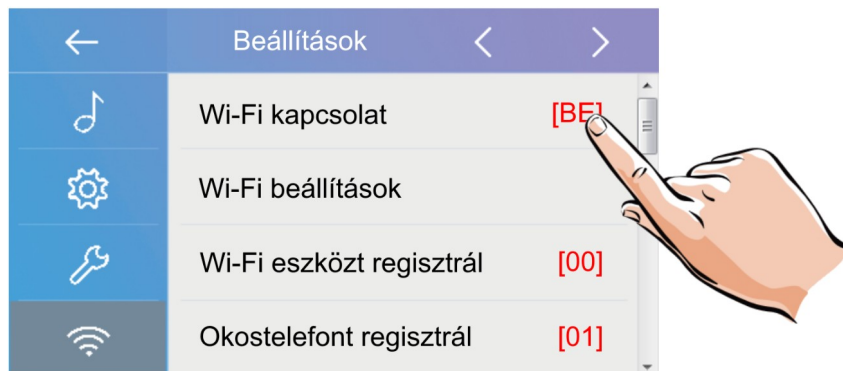 Beállítások
Wi-Fi kapcsolat [BE]
Wi-Fi beállítások
Wi-Fi eszközt regisztrál [00]
Okostelefont regisztrál [01]